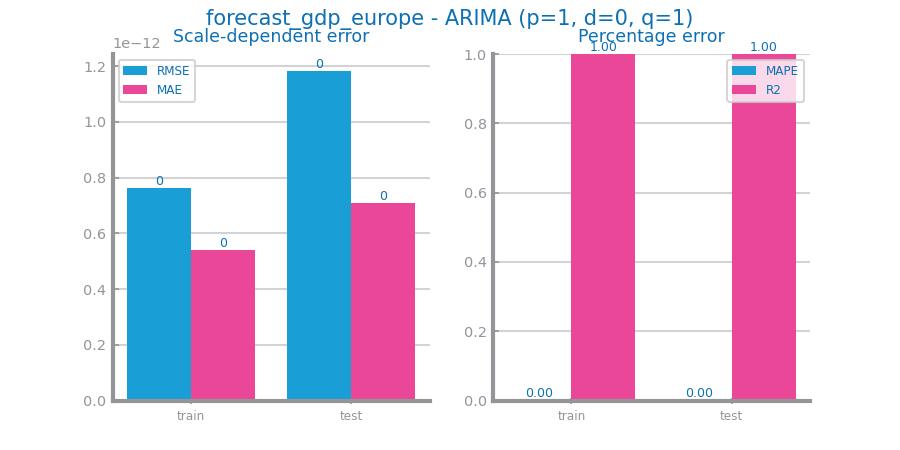 forecast_gdp_europe - ARIMA (p=1, d=0, q=1)
Scale-dependent error
1e−12
RMSE
MAE
1.2
1.0
0.8
0.6
0.4
0.2
0.0
0
0
0
0
train
test
Percentage error
MAPE
R2
1.0
0.8
0.6
0.4
0.2
0.0
1.00
1.00
0.00
0.00
train
test